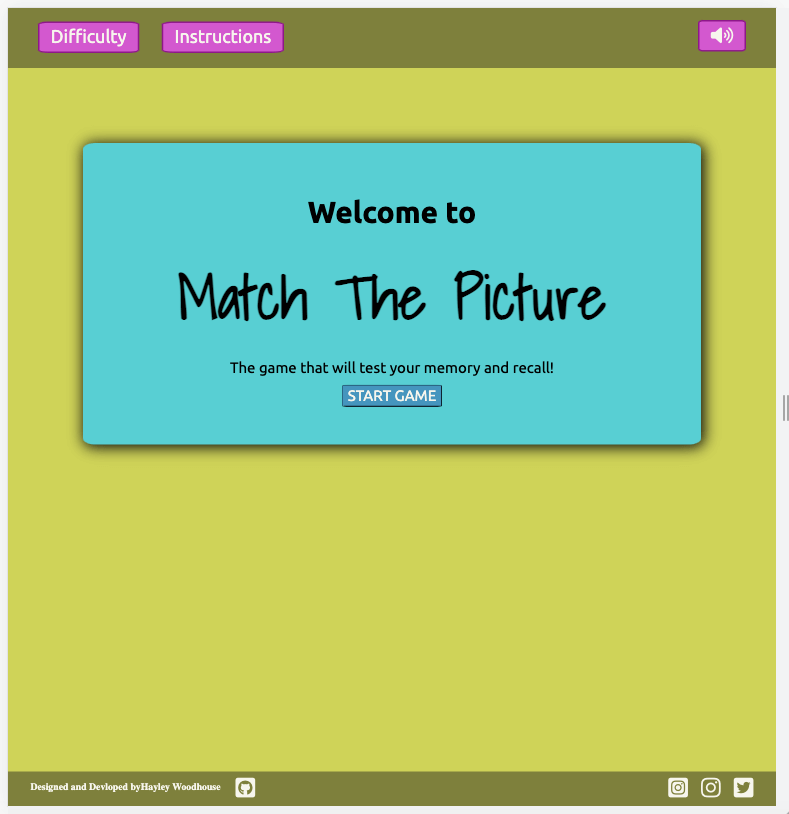 Difficulty Instructions
Welcome to
Match The Picture
The game that will test your memory and recall!
START GAME
Designed and Devloped byHayley Woodhouse